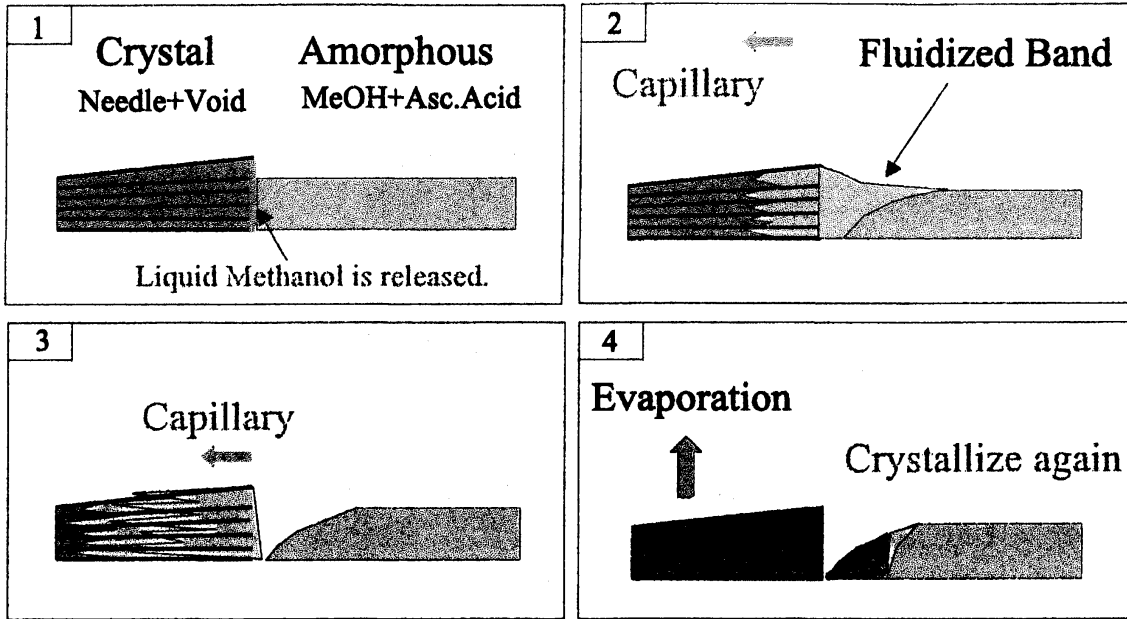 1
Crystal Amorphous
Needle+Void MeOH+Asc.Acid
Liquid Methanol is released.
2
Fluidized Band
Capillary
3
Capillary
4
Evaporation
Crystallize again